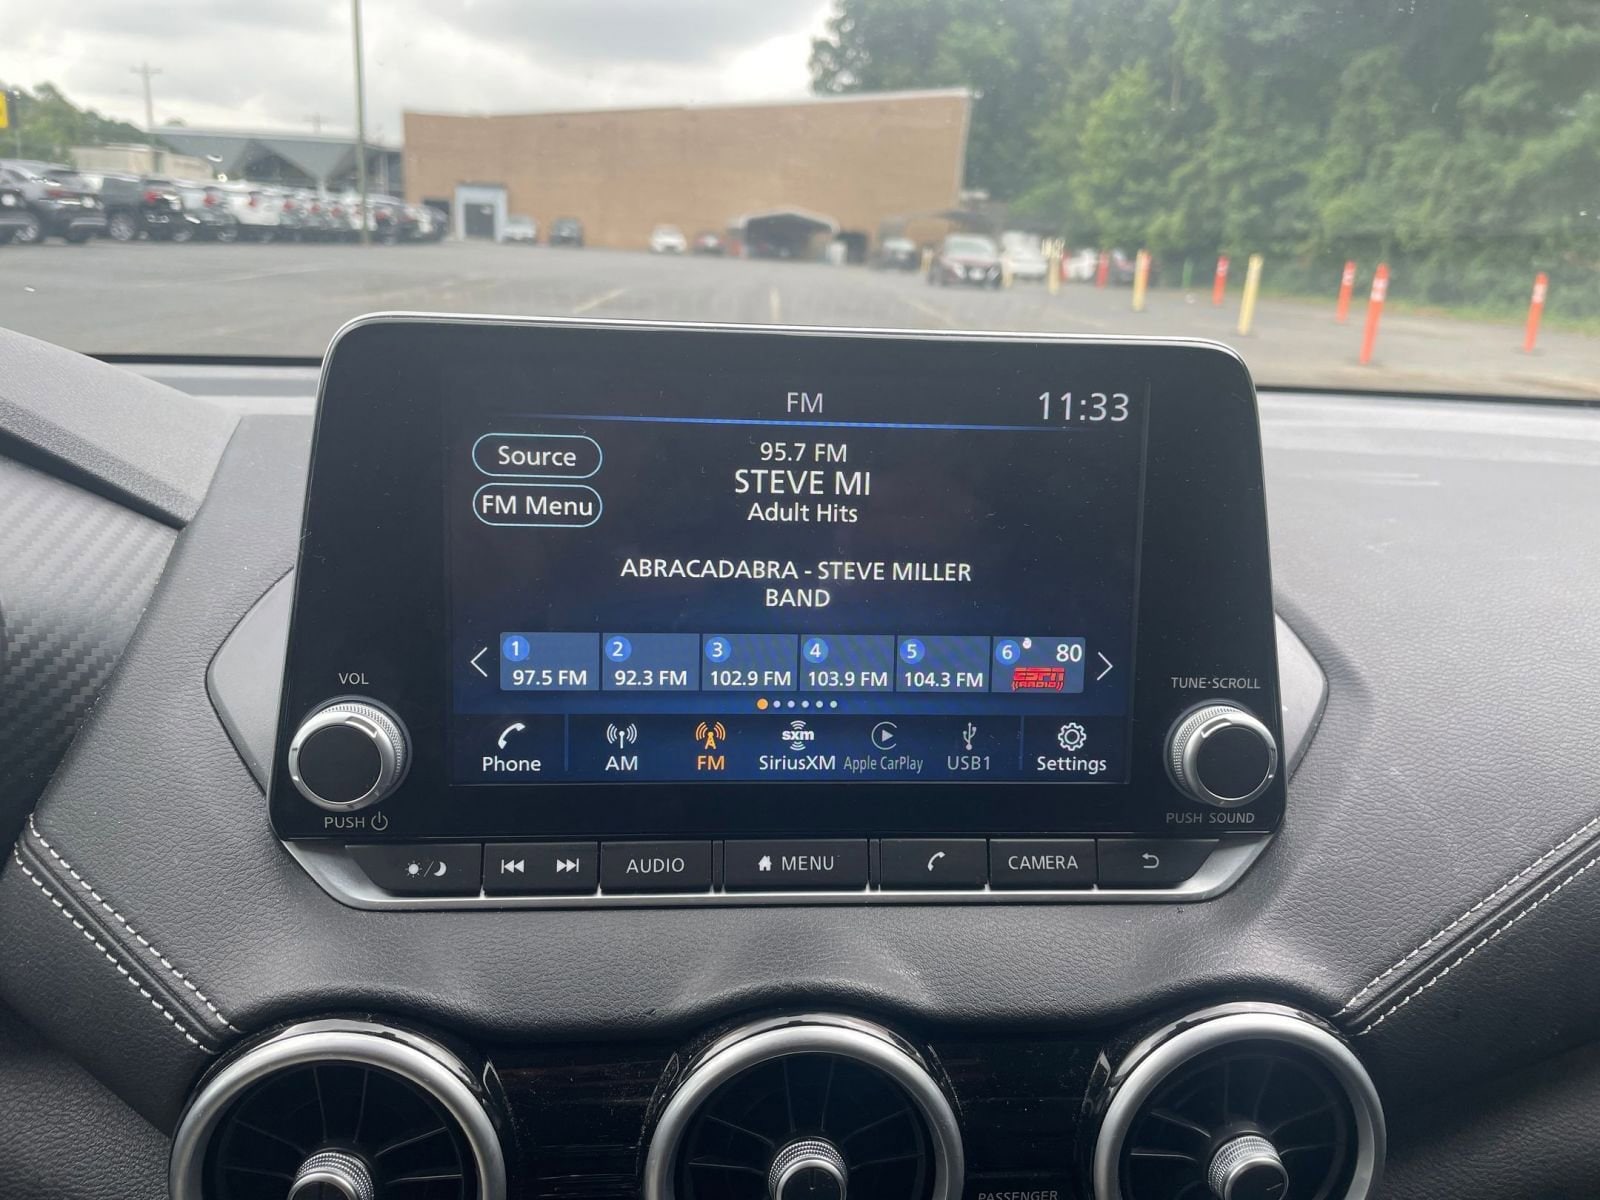 FM
11:33
Source
95.7 FM
STEVE MI
FM Menu
Adult Hits
ABRACADABRA - STEVE MILLER
BAND
1 2 3 4 5 6 80
97.5 FM 92.3 FM 102.9 FM 103.9 FM 104.3 FM ESPN
RADIO
VOL
TUNE·SCROLL
sxm
Phone AM FM SiriusXM Apple CarPlay USB1 Settings
PUSH
PUSH SOUND
AUDIO MENU CAMERA
PASSENGER